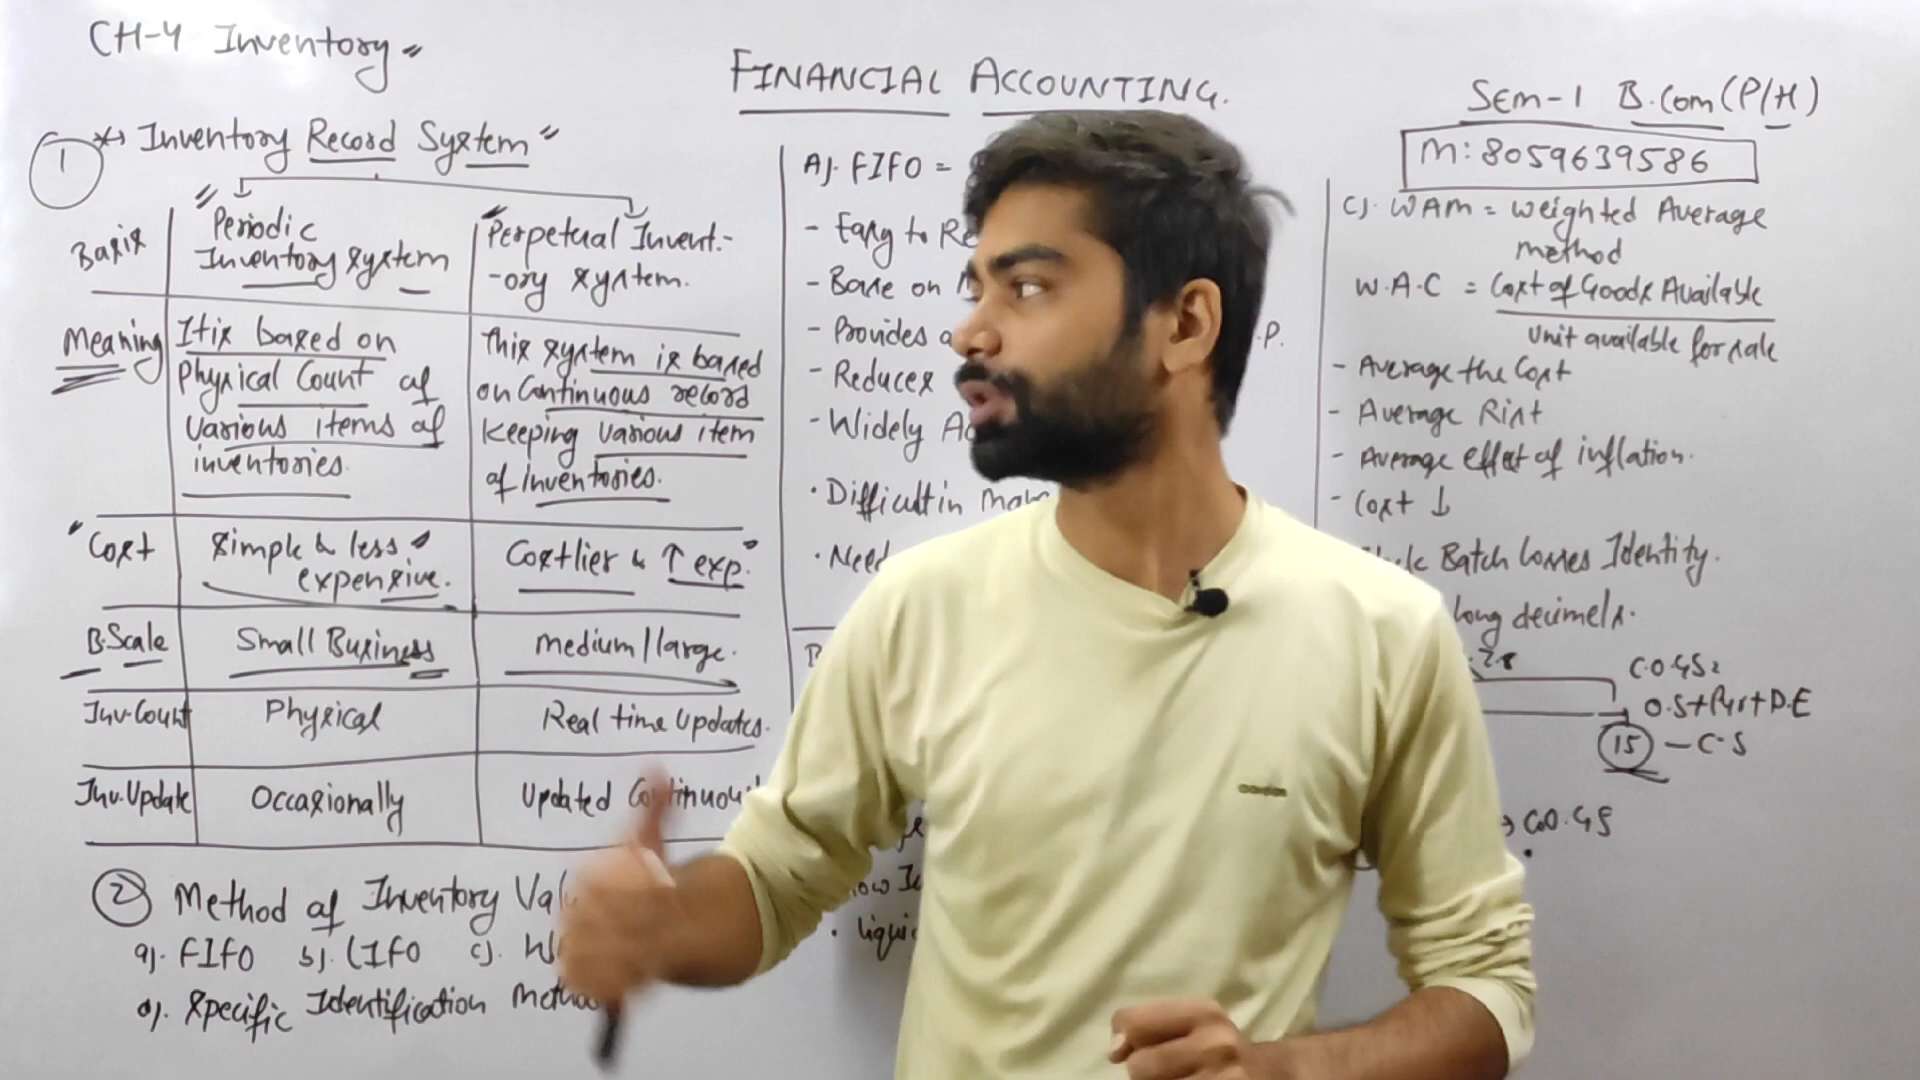 CH-4 Inventory
FINANCIAL ACCOUNTING.
Sem-1 B.Com(P/H)
M: 8059639586
1 Inventory Record System
Basis
Periodic
Inventory system
Perpetual Invent.-
-ory system.
Meaning
It is based on
Physical Count of
various items of
inventories.
This system is based
on Continuous record
Keeping various item
of inventories.
Cost
Simple & less
expensive.
Costlier & ↑ exp.
B.Scale
Small Business
medium/large.
Inv.Count
Physical
Real time updates.
Inv.Update
Occasionally
Updated
2 Method of Inventory
a). FIFO b). LIFO c).
d). Specific Identification
A). FIFO =
- Easy to
- Base on
- Provides
P.
- Reduces
- Widely
· Difficult in
· Need
· 
C). WAM = Weighted Average
method
W.A.C = Cost of Goods Available
Unit available for sale
- Average the Cost
- Average Risk
- Average effect of inflation.
- Cost ↓
Batch losses Identity.
long decimels.
C.O.G.S =
O.S + Pur + D.E
15 - C.S
C.O.G.S